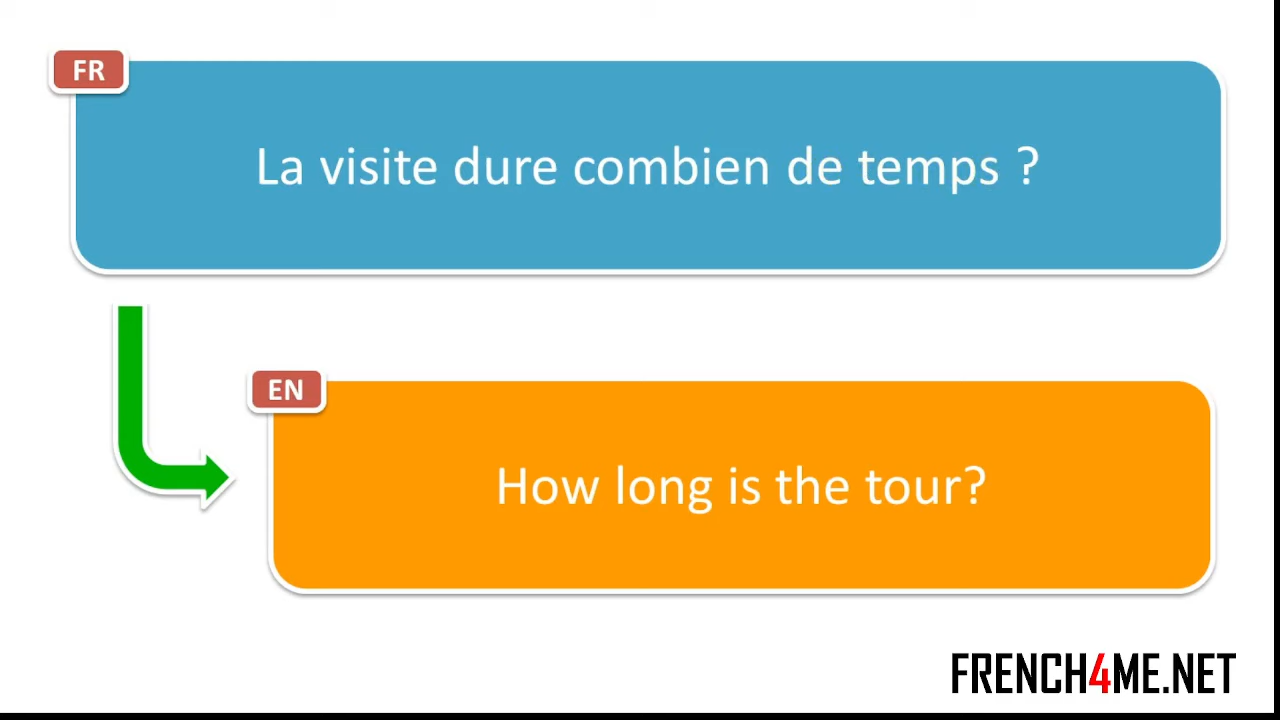 FR
La visite dure combien de temps ?
EN
How long is the tour?
FRENCH4ME.NET